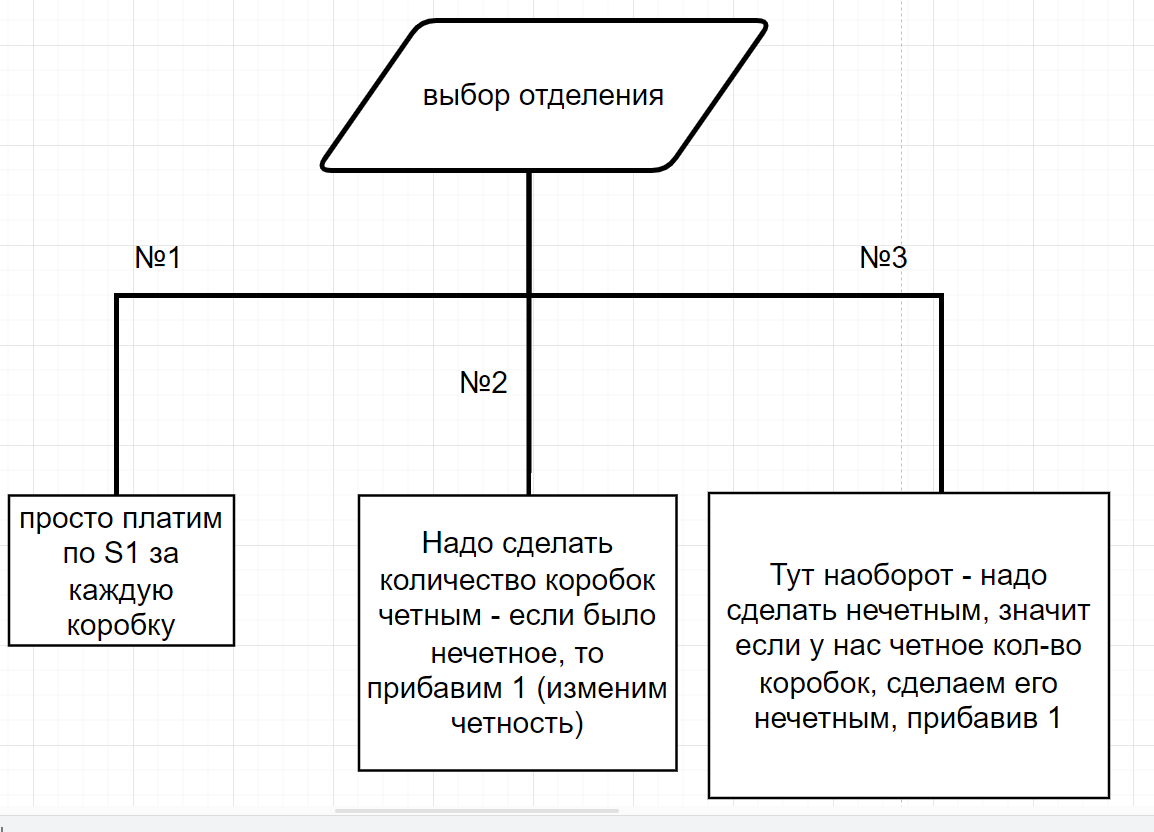 выбор отделения
№1
№3
№2
просто платим
по S1 за
каждую
коробку
Надо сделать
количество коробок
четным - если было
нечетное, то
прибавим 1 (изменим
четность)
Тут наоборот - надо
сделать нечетным, значит
если у нас четное кол-во
коробок, сделаем его
нечетным, прибавив 1